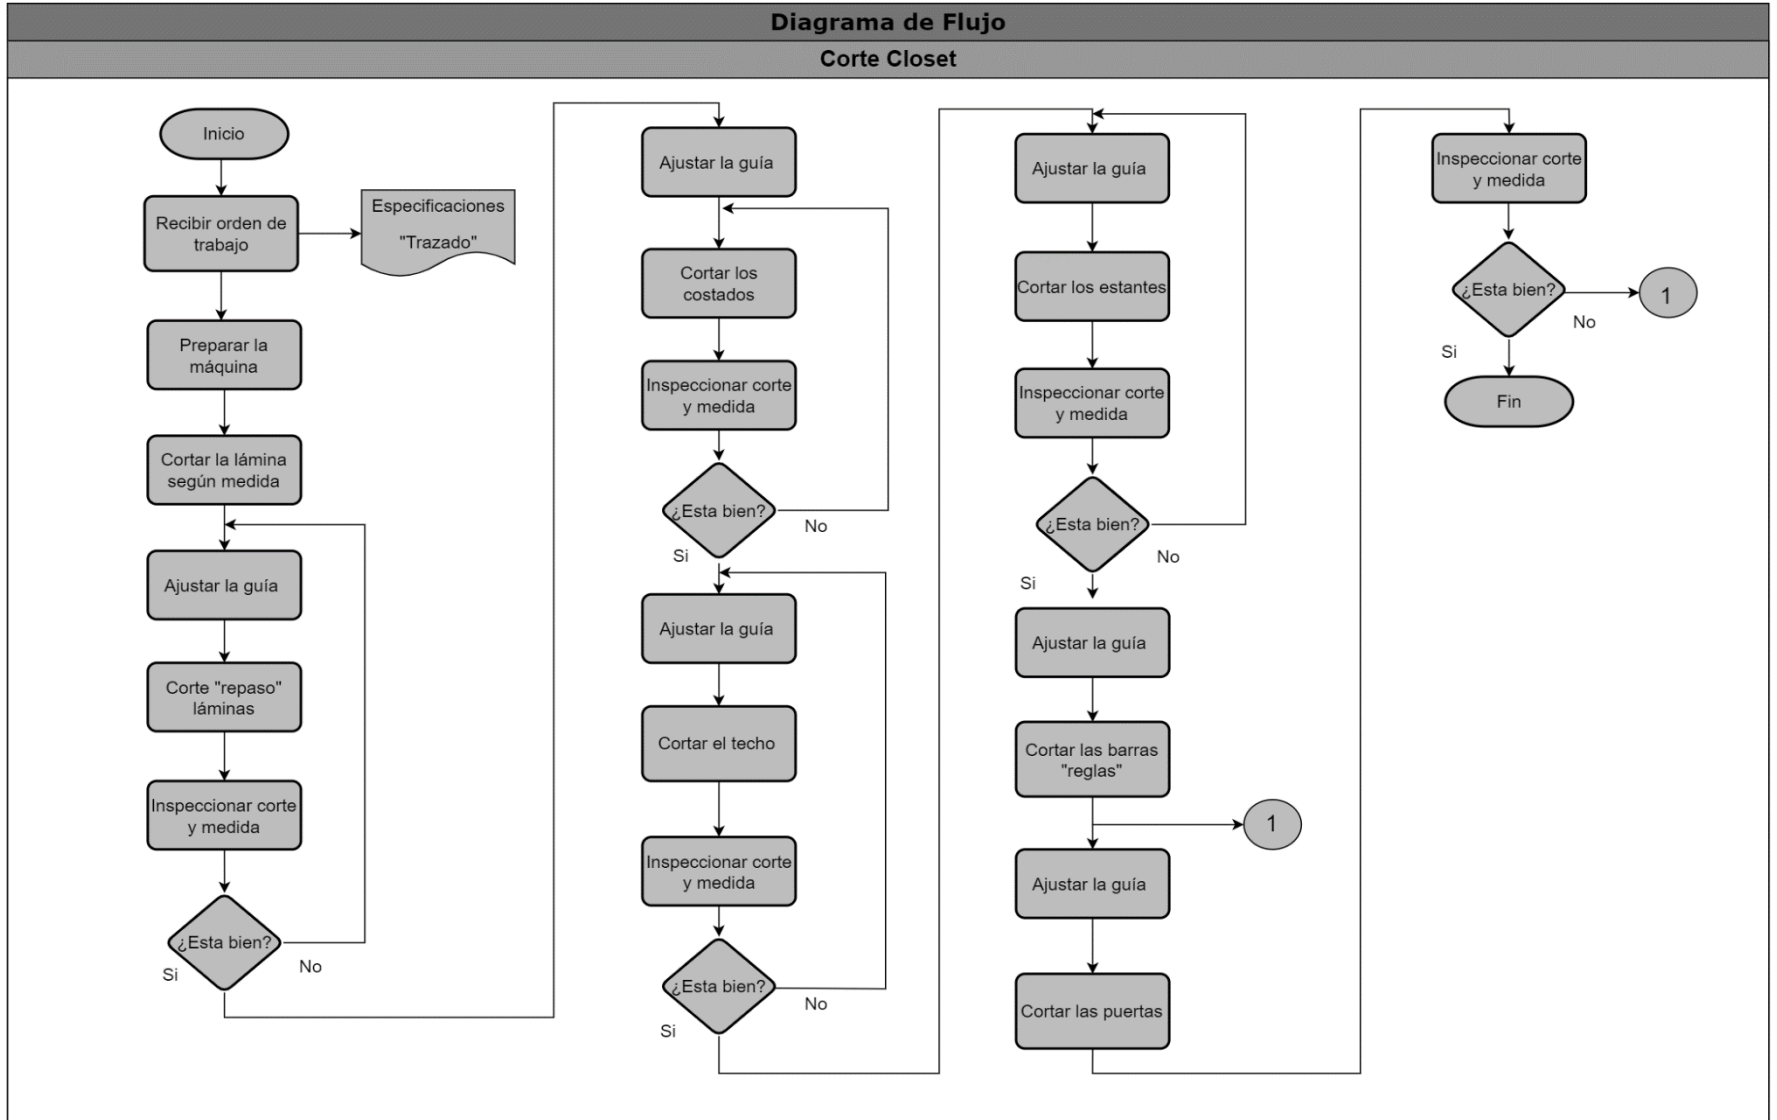 Diagrama de Flujo
Corte Closet
Inicio
Recibir orden de
trabajo
Especificaciones
"Trazado"
Preparar la
máquina
Cortar la lámina
según medida
Ajustar la guía
Corte "repaso"
láminas
Inspeccionar corte
y medida
¿Esta bien?
Si
No
Ajustar la guía
Cortar los
costados
Inspeccionar corte
y medida
¿Esta bien?
No
Si
Ajustar la guía
Cortar el techo
Inspeccionar corte
y medida
¿Esta bien?
No
Si
Ajustar la guía
Cortar los estantes
Inspeccionar corte
y medida
¿Esta bien?
No
Si
Ajustar la guía
Cortar las barras
"reglas"
1
Ajustar la guía
Cortar las puertas
Inspeccionar corte
y medida
¿Esta bien?
1
No
Si
Fin